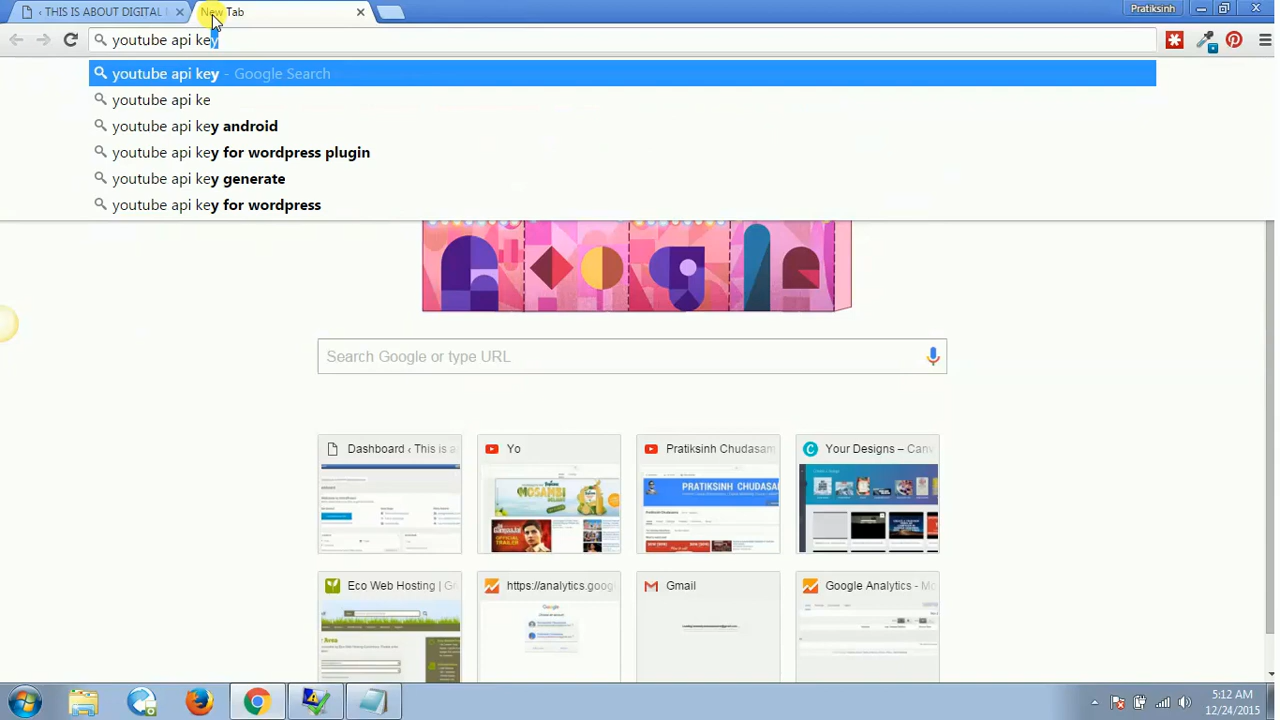 ‹ THIS IS ABOUT DIGITAL
New Tab
Pratiksinh
youtube api key
youtube api key - Google Search
youtube api ke
youtube api key android
youtube api key for wordpress plugin
youtube api key generate
youtube api key for wordpress
Search Google or type URL
Dashboard ‹ This is a
Yo
Pratiksinh Chudasam
Your Designs – Canv
PRATIKSINH CHUDASA
Eco Web Hosting | G
https://analytics.goog
Gmail
Google Analytics - Mo
5:12 AM
12/24/2015